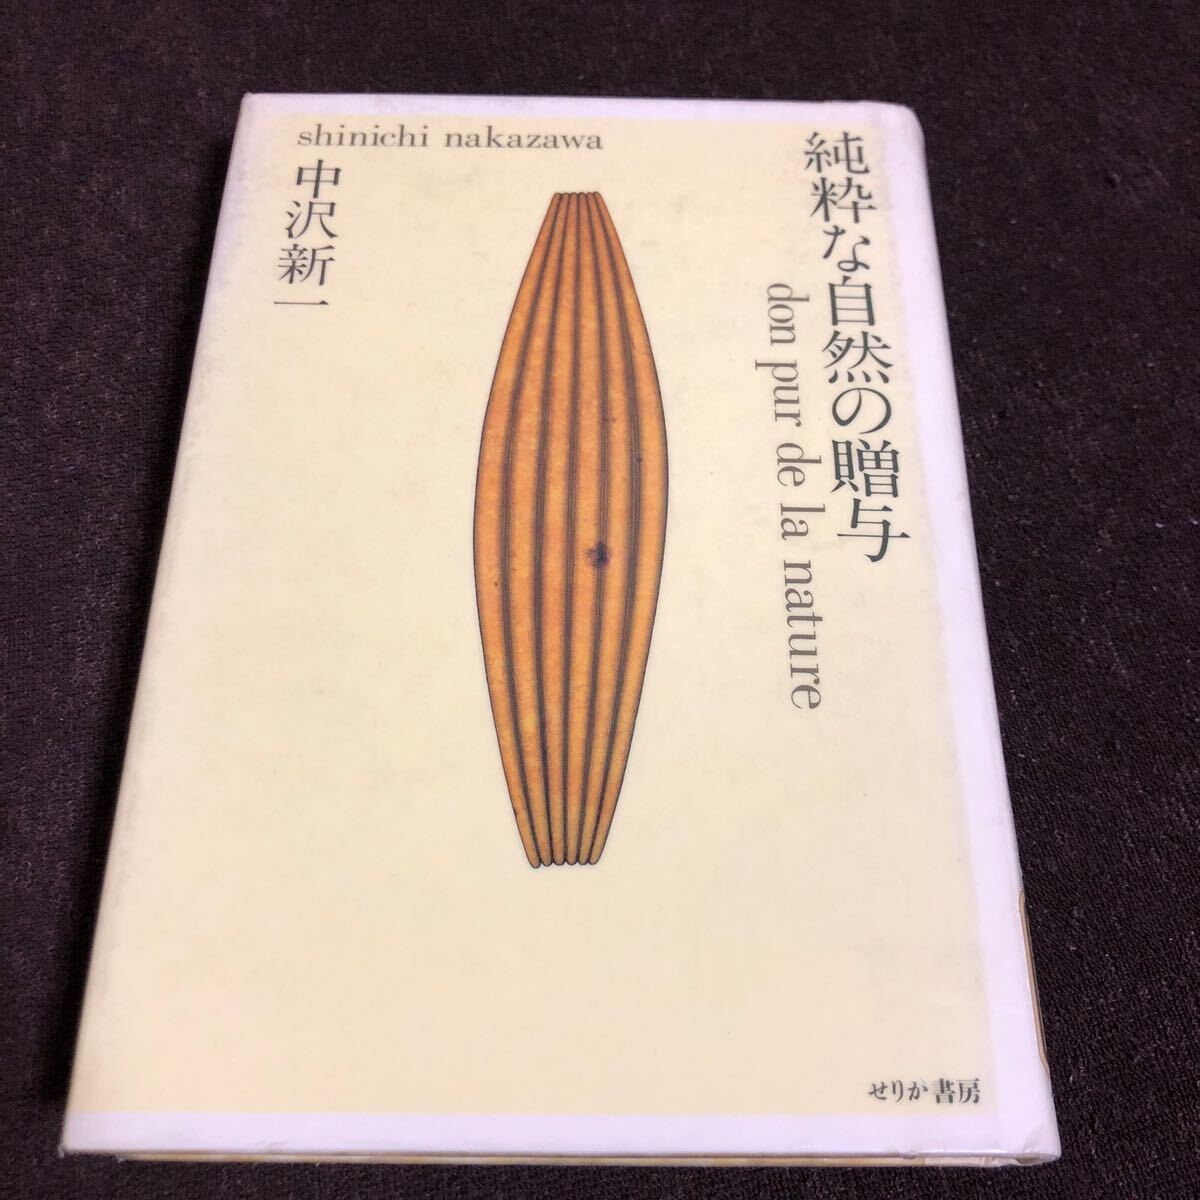 shinichi nakazawa
中沢新一
純粋な自然の贈与
don pur de la nature
せりか書房